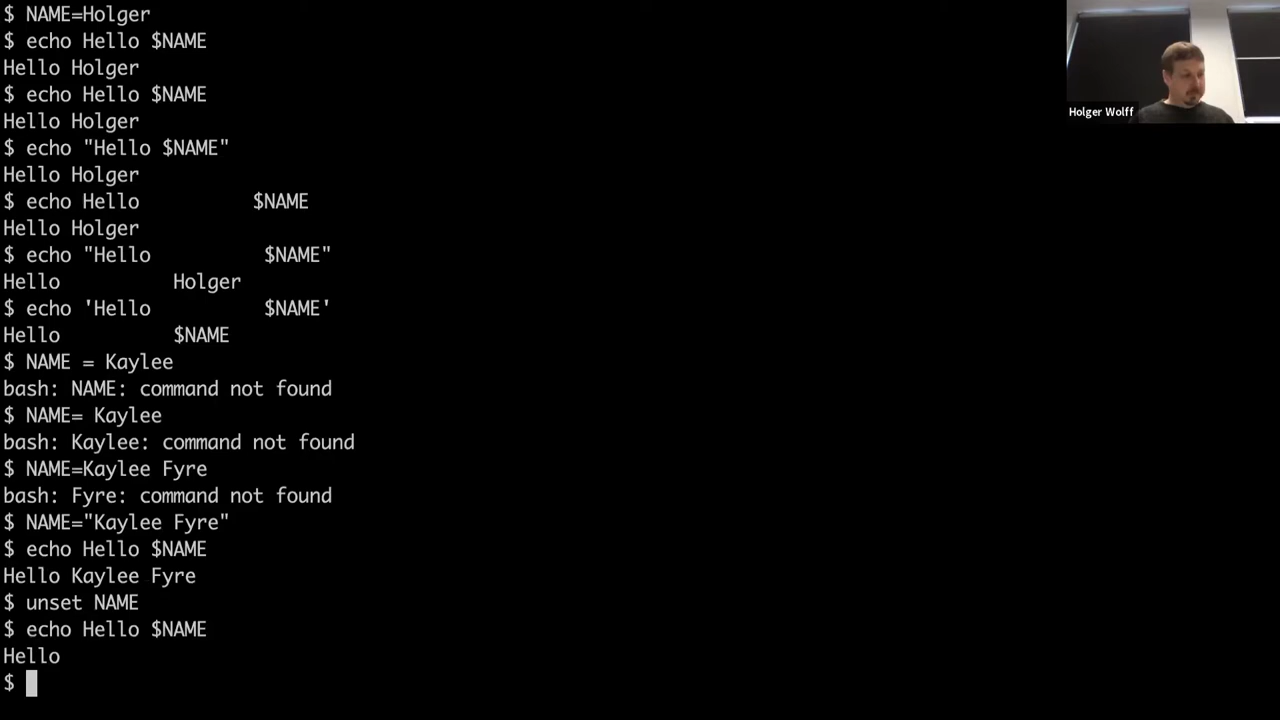 $ NAME=Holger
$ echo Hello $NAME
Hello Holger
$ echo Hello $NAME
Hello Holger
$ echo "Hello $NAME"
Hello Holger
$ echo Hello          $NAME
Hello Holger
$ echo "Hello          $NAME"
Hello          Holger
$ echo 'Hello          $NAME'
Hello          $NAME
$ NAME = Kaylee
bash: NAME: command not found
$ NAME= Kaylee
bash: Kaylee: command not found
$ NAME=Kaylee Fyre
bash: Fyre: command not found
$ NAME="Kaylee Fyre"
$ echo Hello $NAME
Hello Kaylee Fyre
$ unset NAME
$ echo Hello $NAME
Hello
$
Holger Wolff